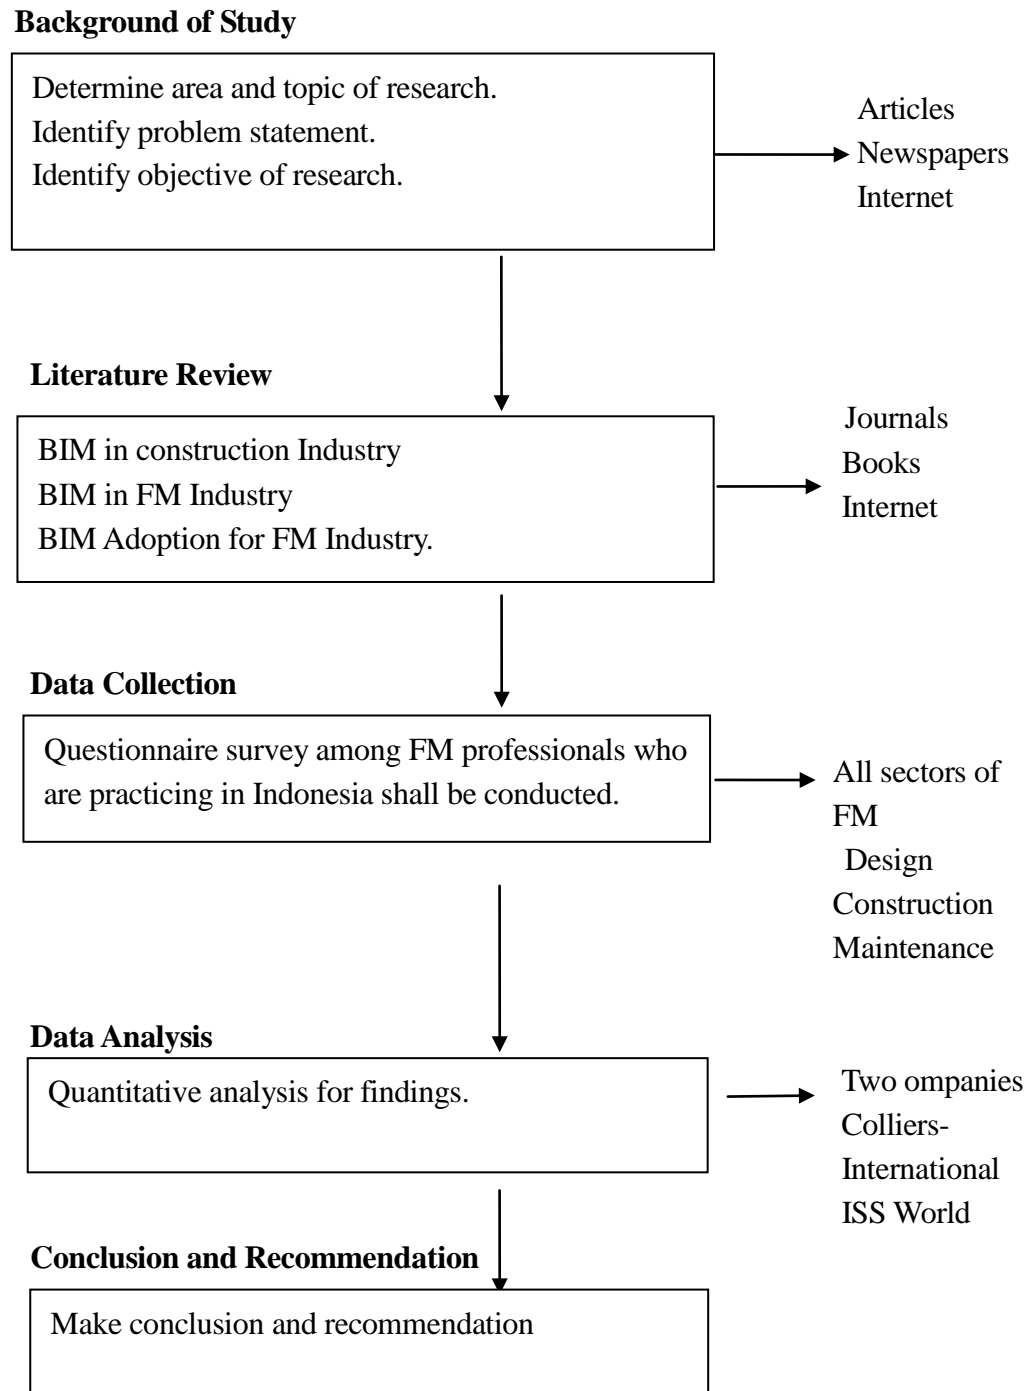 Background of Study
Determine area and topic of research.
Identify problem statement.
Identify objective of research.
Articles
Newspapers
Internet
Literature Review
BIM in construction Industry
BIM in FM Industry
BIM Adoption for FM Industry.
Journals
Books
Internet
Data Collection
Questionnaire survey among FM professionals who
are practicing in Indonesia shall be conducted.
All sectors of
FM
Design
Construction
Maintenance
Data Analysis
Quantitative analysis for findings.
Two ompanies
Colliers-
International
ISS World
Conclusion and Recommendation
Make conclusion and recommendation